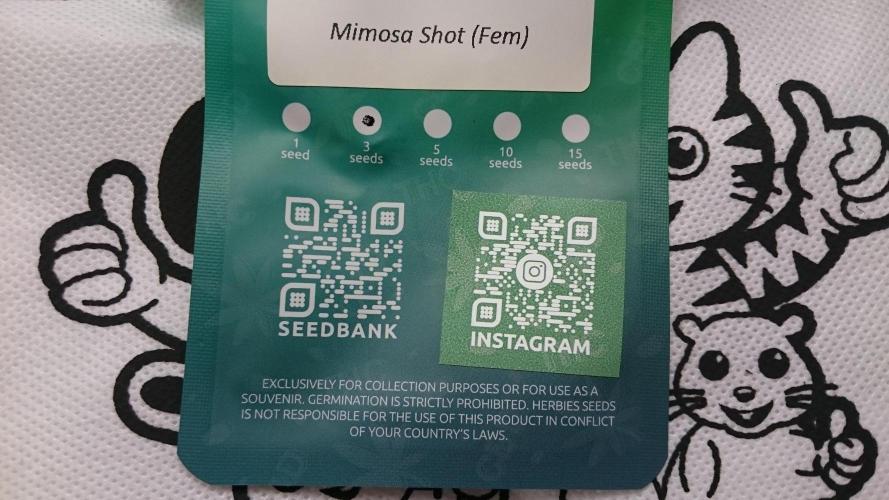 Mimosa Shot (Fem)
1 seed
3 seeds
5 seeds
10 seeds
15 seeds
SEEDBANK
INSTAGRAM
EXCLUSIVELY FOR COLLECTION PURPOSES OR FOR USE AS A
SOUVENIR. GERMINATION IS STRICTLY PROHIBITED. HERBIES SEEDS
IS NOT RESPONSIBLE FOR THE USE OF THIS PRODUCT IN CONFLICT
OF YOUR COUNTRY'S LAWS.